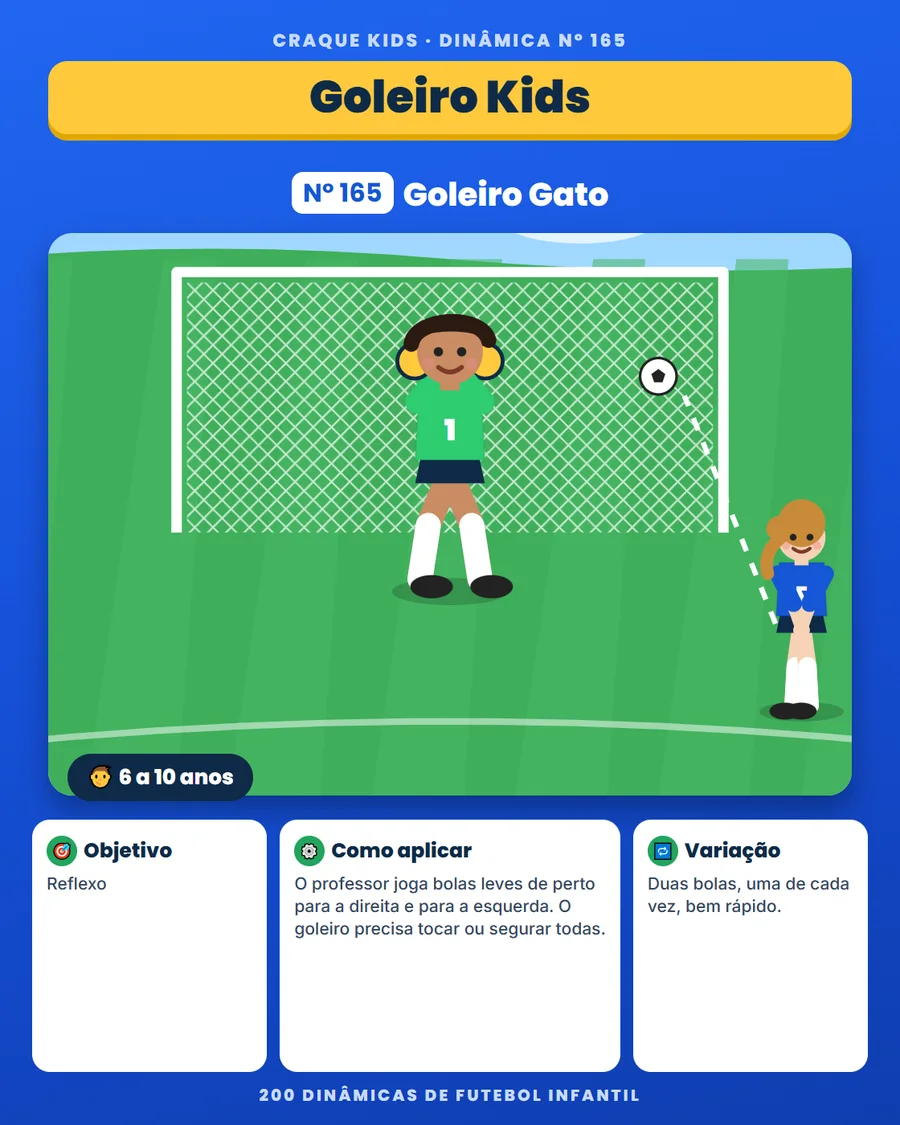 CRAQUE KIDS · DINÂMICA Nº 165
Goleiro Kids
Nº 165 Goleiro Gato
1
6 a 10 anos
Objetivo
Reflexo
Como aplicar
O professor joga bolas leves de perto
para a direita e para a esquerda. O
goleiro precisa tocar ou segurar todas.
Variação
Duas bolas, uma de cada
vez, bem rápido.
200 DINÂMICAS DE FUTEBOL INFANTIL